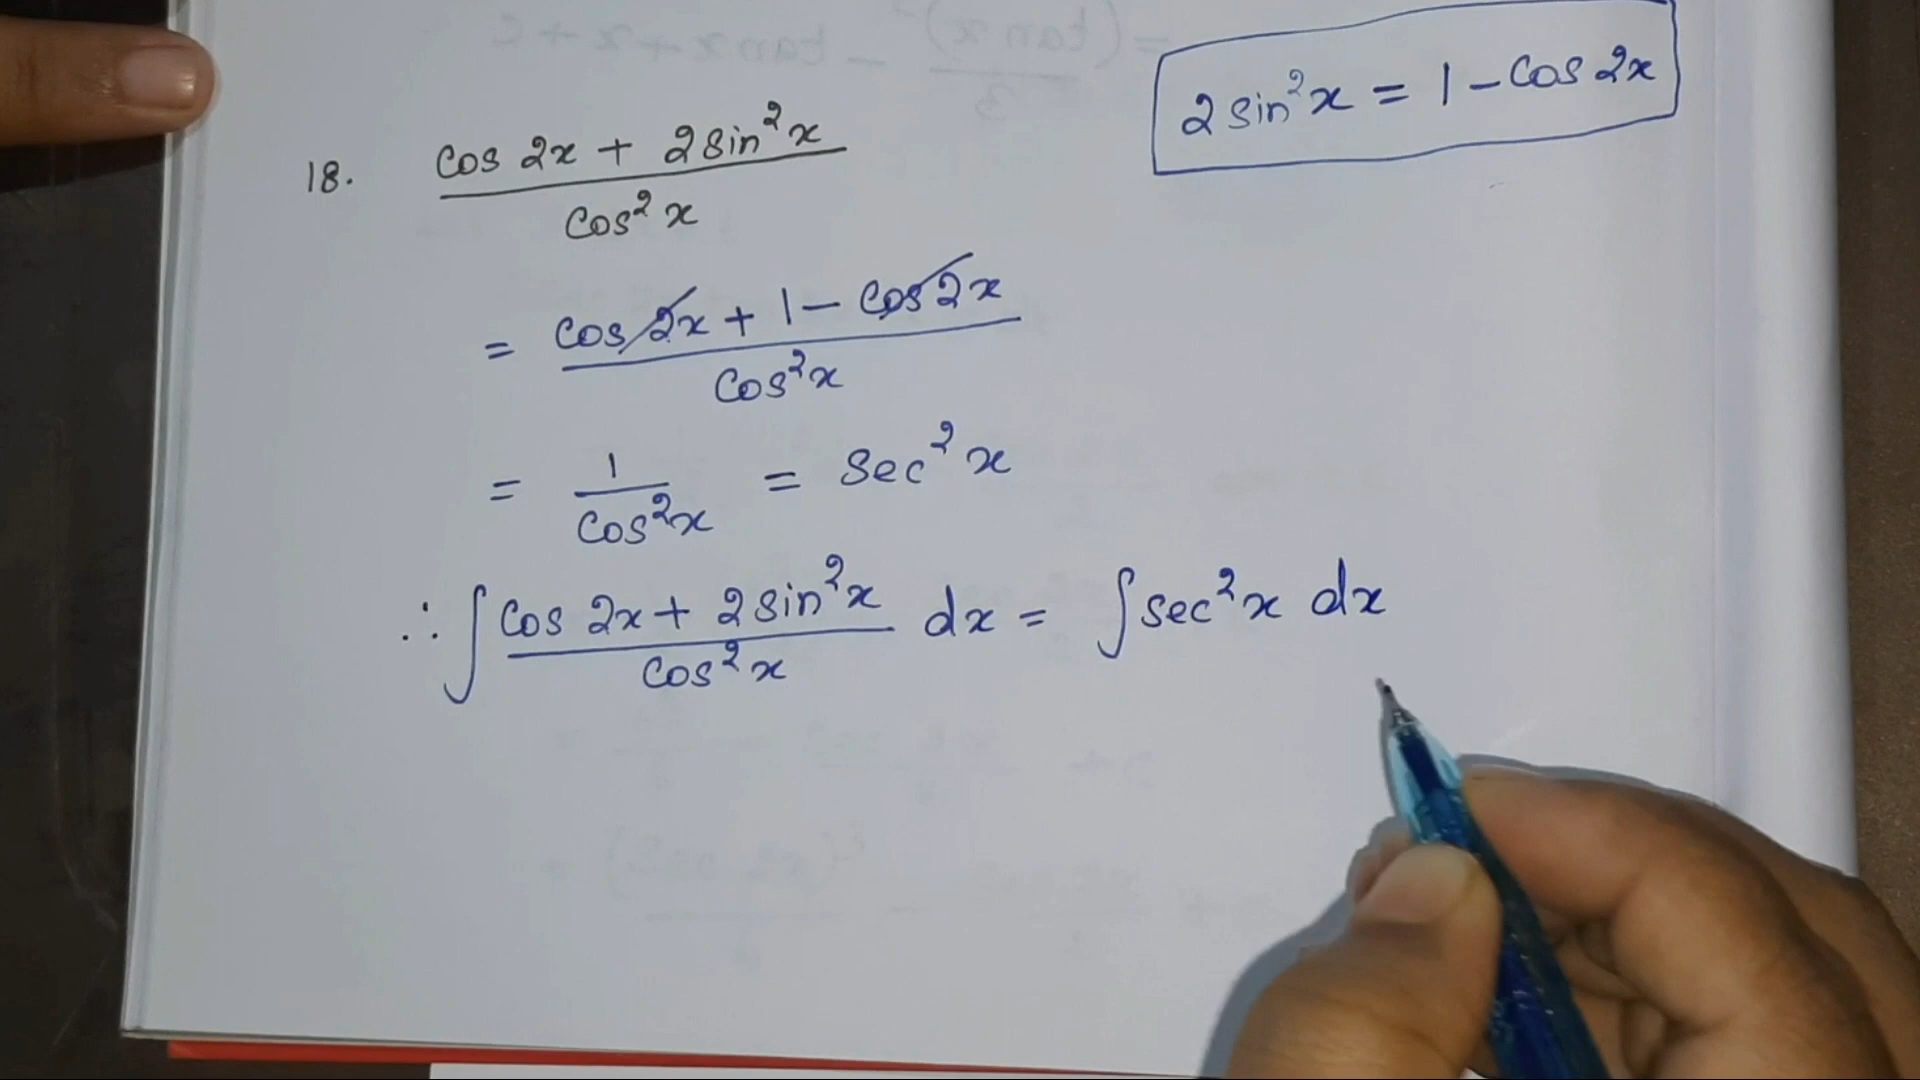 2 sin²x = 1 - cos 2x
18. (cos 2x + 2 sin²x) / cos²x
= (cos 2x + 1 - cos 2x) / cos²x
= 1 / cos²x = sec²x
∴ ∫ (cos 2x + 2 sin²x) / cos²x dx = ∫ sec²x dx